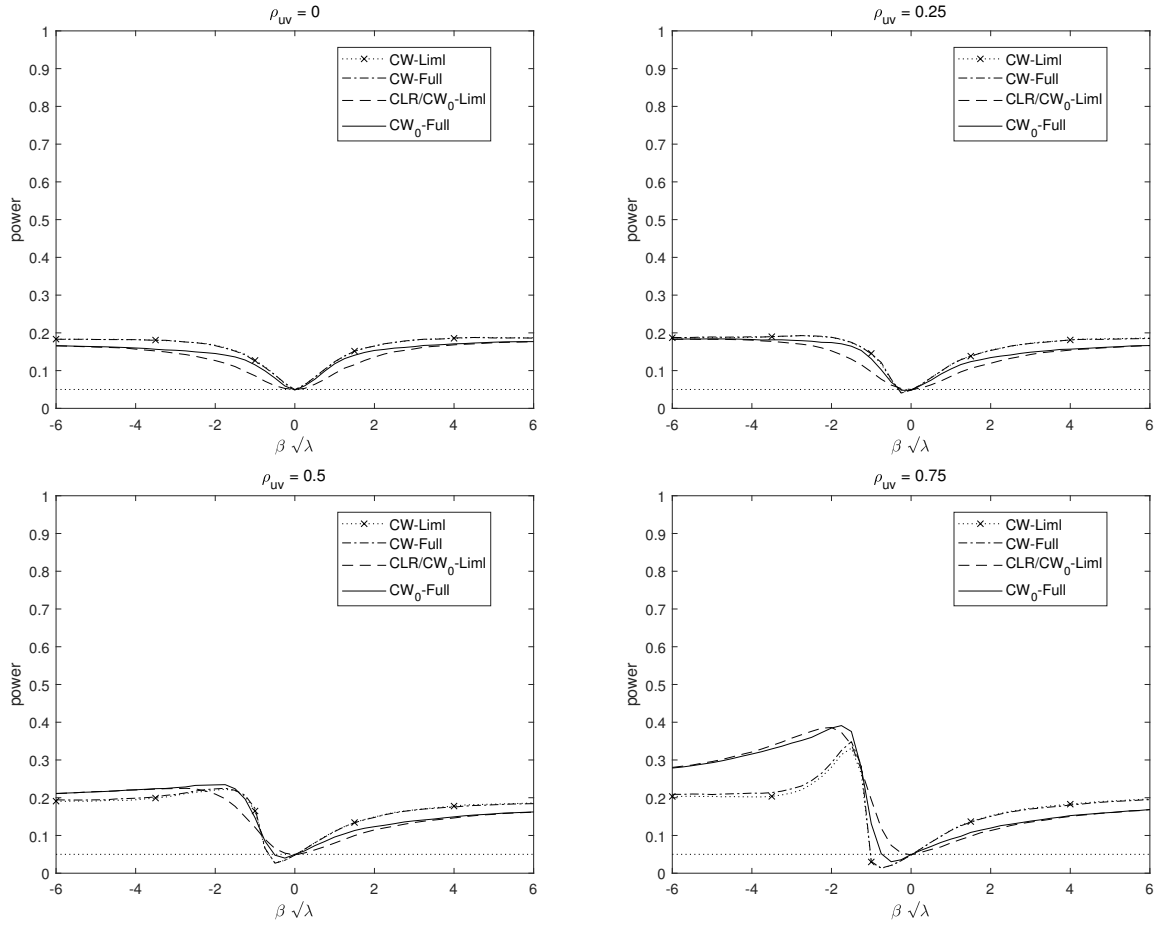 ρuv = 0
1
0.9
0.8
0.7
0.6
0.5
0.4
0.3
0.2
0.1
0
power
-6 -4 -2 0 2 4 6
β √λ
CW-Liml
CW-Full
CLR/CW0-Liml
CW0-Full
ρuv = 0.25
1
0.9
0.8
0.7
0.6
0.5
0.4
0.3
0.2
0.1
0
power
-6 -4 -2 0 2 4 6
β √λ
CW-Liml
CW-Full
CLR/CW0-Liml
CW0-Full
ρuv = 0.5
1
0.9
0.8
0.7
0.6
0.5
0.4
0.3
0.2
0.1
0
power
-6 -4 -2 0 2 4 6
β √λ
CW-Liml
CW-Full
CLR/CW0-Liml
CW0-Full
ρuv = 0.75
1
0.9
0.8
0.7
0.6
0.5
0.4
0.3
0.2
0.1
0
power
-6 -4 -2 0 2 4 6
β √λ
CW-Liml
CW-Full
CLR/CW0-Liml
CW0-Full